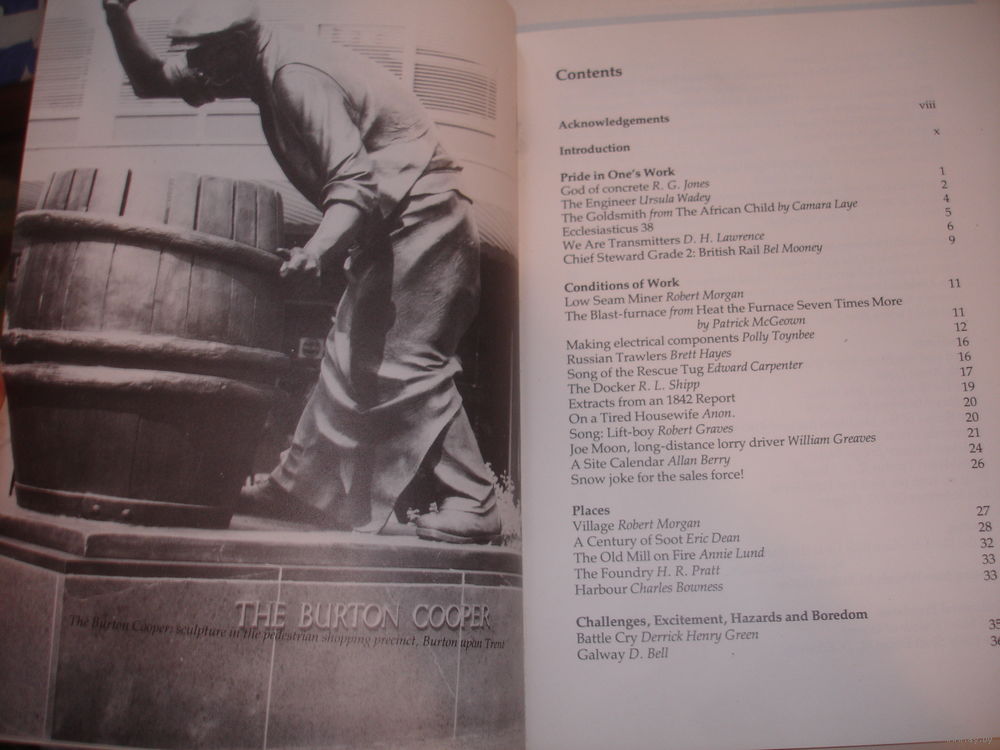 THE BURTON COOPER
The Burton Cooper: sculpture in the pedestrian shopping precinct, Burton upon Trent
Contents
Acknowledgements viii
Introduction x
Pride in One's Work
God of concrete R. G. Jones 1
The Engineer Ursula Wadey 2
The Goldsmith from The African Child by Camara Laye 4
Ecclesiasticus 38 5
We Are Transmitters D. H. Lawrence 6
Chief Steward Grade 2: British Rail Bel Mooney 9
Conditions of Work
Low Seam Miner Robert Morgan 11
The Blast-furnace from Heat the Furnace Seven Times More
by Patrick McGeown 11
Making electrical components Polly Toynbee 12
Russian Trawlers Brett Hayes 16
Song of the Rescue Tug Edward Carpenter 16
The Docker R. L. Shipp 17
Extracts from an 1842 Report 19
On a Tired Housewife Anon. 20
Song: Lift-boy Robert Graves 20
Joe Moon, long-distance lorry driver William Greaves 21
A Site Calendar Allan Berry 24
Snow joke for the sales force! 26
Places
Village Robert Morgan 27
A Century of Soot Eric Dean 28
The Old Mill on Fire Annie Lund 32
The Foundry H. R. Pratt 33
Harbour Charles Bowness 33
Challenges, Excitement, Hazards and Boredom
Battle Cry Derrick Henry Green 35
Galway D. Bell 36